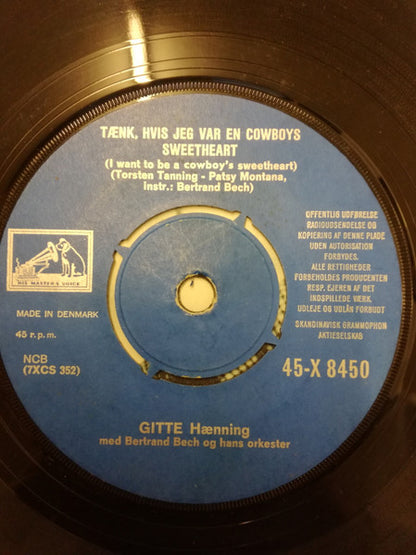 TÆNK, HVIS JEG VAR EN COWBOYS
SWEETHEART
(I want to be a cowboy's sweetheart)
(Torsten Tanning - Patsy Montana,
instr.: Bertrand Bech)
HIS MASTER'S VOICE
MADE IN DENMARK
45 r.p.m.
NCB
(7XCS 352)
OFFENTLIG UDFØRELSE
RADIOUDSENDELSE OG
KOPIERING AF DENNE PLADE
UDEN AUTORISATION
FORBYDES.
ALLE RETTIGHEDER
FORBEHOLDES PRODUCENTEN
RESP. EJEREN AF DET
INDSPILLEDE VÆRK.
UDLEJE OG UDLÅN FORBUDT
SKANDINAVISK GRAMMOPHON
AKTIESELSKAB
45-X 8450
GITTE Hænning
med Bertrand Bech og hans orkester